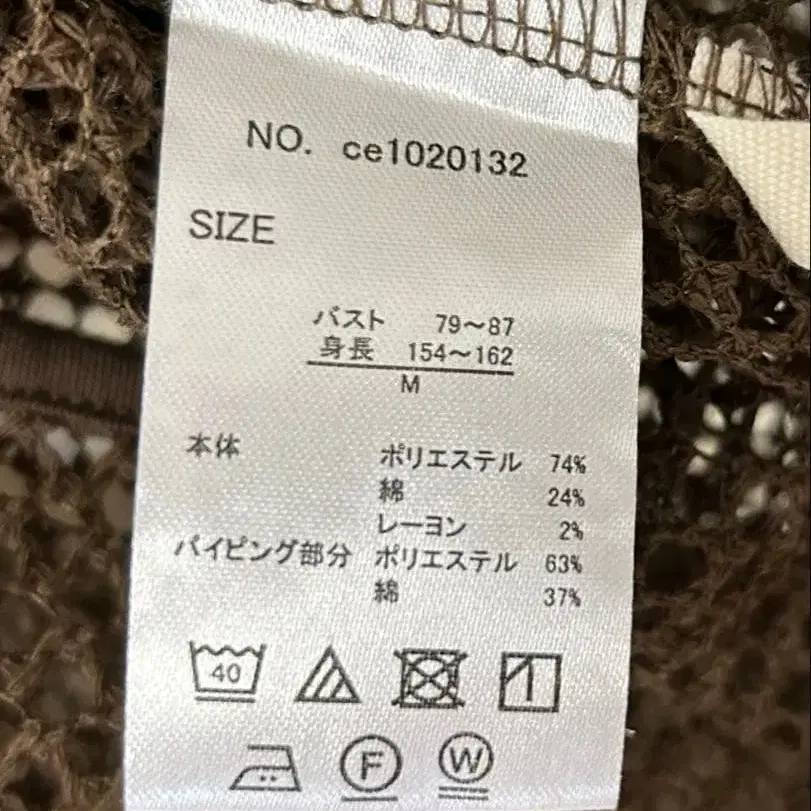 NO. ce1020132
SIZE
バスト 79～87
身長 154～162
M
本体 ポリエステル 74%
綿 24%
レーヨン 2%
パイピング部分 ポリエステル 63%
綿 37%
40
F W